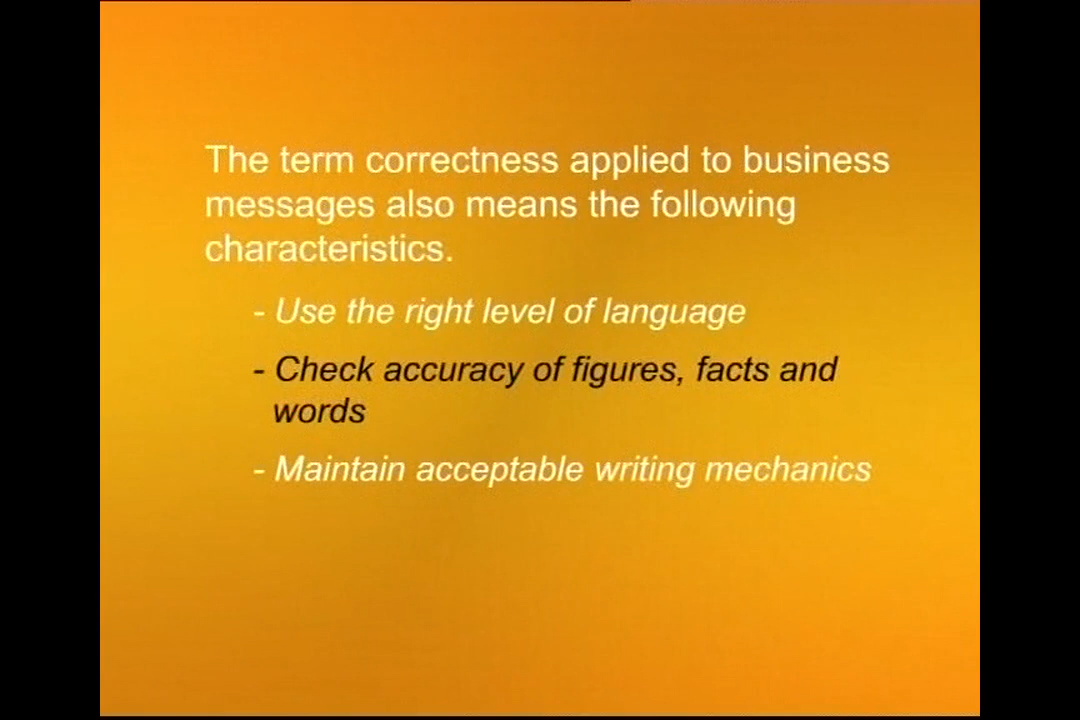 The term correctness applied to business
messages also means the following
characteristics.
- Use the right level of language
- Check accuracy of figures, facts and
words
- Maintain acceptable writing mechanics